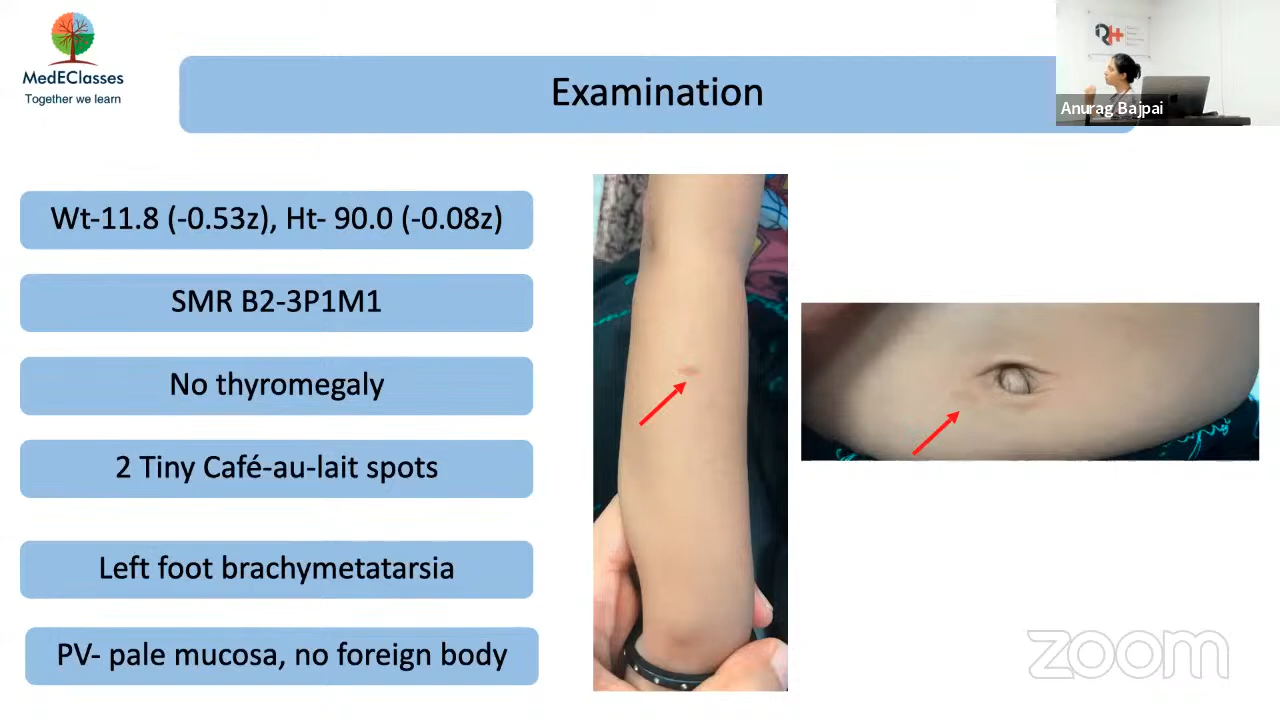 MedEClasses
Together we learn
Examination
Anurag Bajpai
Wt-11.8 (-0.53z), Ht- 90.0 (-0.08z)
SMR B2-3P1M1
No thyromegaly
2 Tiny Café-au-lait spots
Left foot brachymetatarsia
PV- pale mucosa, no foreign body
zoom